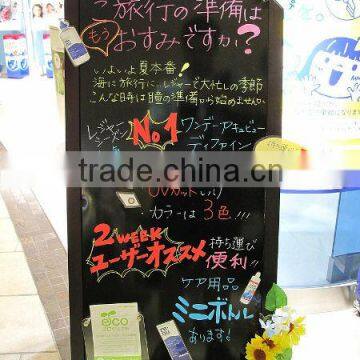 ご旅行の準備は
もう おすみですか?
いよいよ夏本番!
海に旅行に、レジャーで大忙しの季節
こんな時は瞳の準備から始めませんか
レジャー
シーズン
No.1
ワンデーアキュビュー
ディファイン
trade.china.cn
UVカット
カラーは3色!!!
2WEEK
ユーザーオススメ
持ち運び
便利!!
ケア用品
ミニボトル
あります!
eco